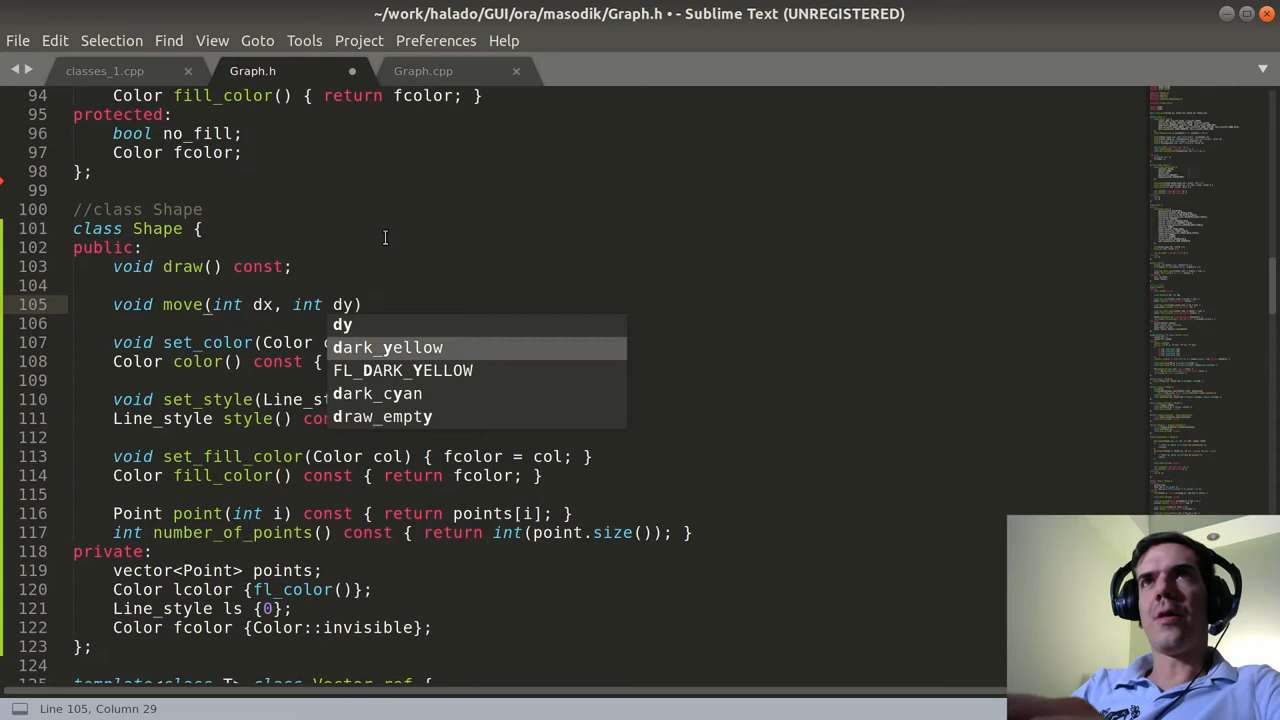 ~/work/halado/GUI/ora/masodik/Graph.h • - Sublime Text (UNREGISTERED)
File Edit Selection Find View Goto Tools Project Preferences Help
classes_1.cpp Graph.h Graph.cpp
94 Color fill_color() { return fcolor; }
95 protected:
96 bool no_fill;
97 Color fcolor;
98 };
99
100 //class Shape
101 class Shape {
102 public:
103 void draw() const;
104
105 void move(int dx, int dy)
106
dy
107 void set_color(Color c
dark_yellow
108 Color color() const {
FL_DARK_YELLOW
109
dark_cyan
110 void set_style(Line_st
111 Line_style style() con
draw_empty
112
113 void set_fill_color(Color col) { fcolor = col; }
114 Color fill_color() const { return fcolor; }
115
116 Point point(int i) const { return points[i]; }
117 int number_of_points() const { return int(point.size()); }
118 private:
119 vector<Point> points;
120 Color lcolor {fl_color()};
121 Line_style ls {0};
122 Color fcolor {Color::invisible};
123 };
124
125 template<class T> class Vector_ref {
Line 105, Column 29